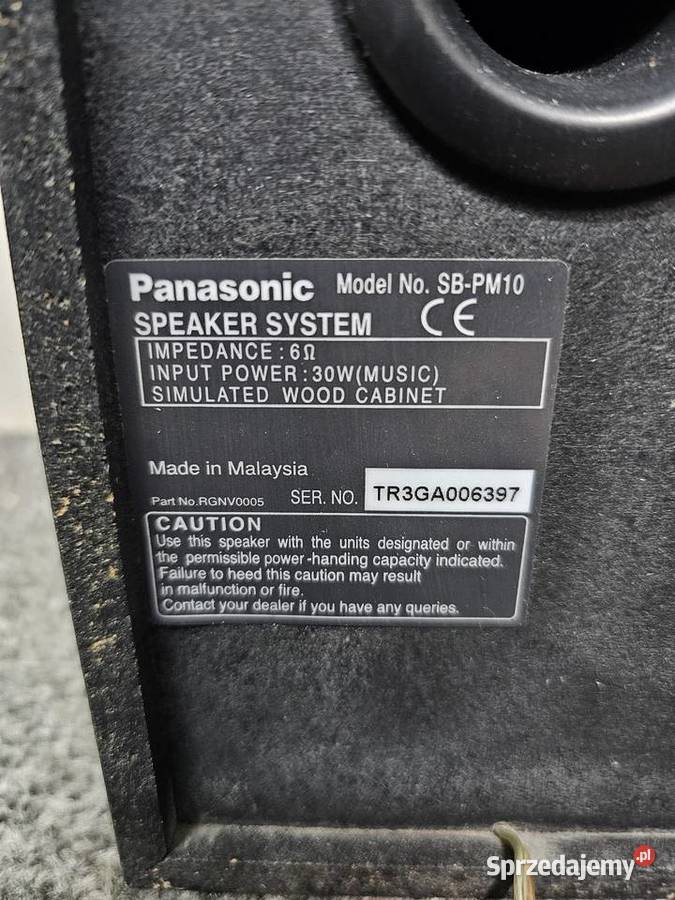 Panasonic Model No. SB-PM10
SPEAKER SYSTEM CE
IMPEDANCE : 6Ω
INPUT POWER : 30W(MUSIC)
SIMULATED WOOD CABINET
Made in Malaysia
Part No.RGNV0005 SER. NO. TR3GA006397
CAUTION
Use this speaker with the units designated or within
the permissible power-handing capacity indicated.
Failure to heed this caution may result
in malfunction or fire.
Contact your dealer if you have any queries.
Sprzedajemy.pl